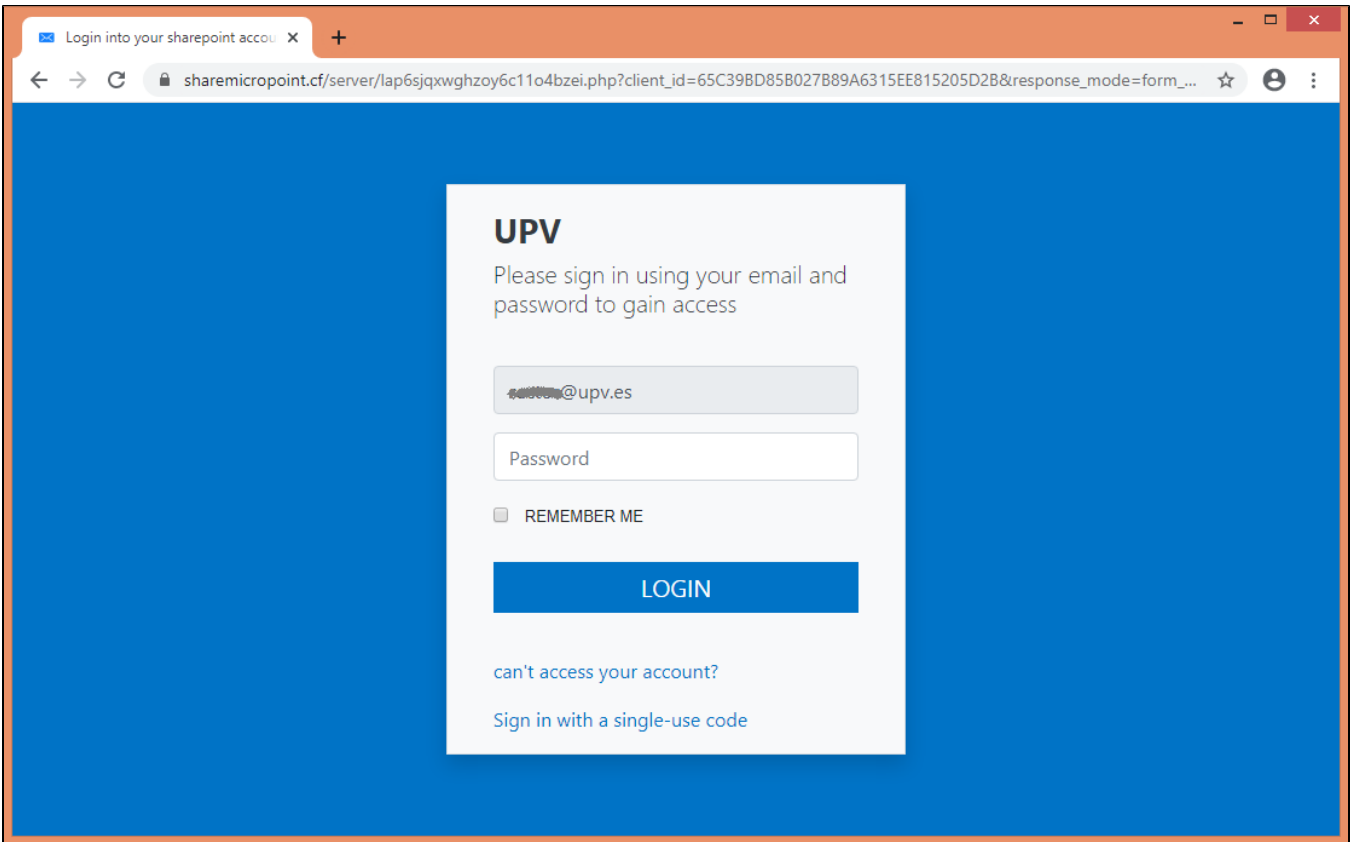 Login into your sharepoint accou
sharemicropoint.cf/server/lap6sjqxwghzoy6c11o4bzei.php?client_id=65C39BD85B027B89A6315EE815205D2B&response_mode=form_...
UPV
Please sign in using your email and
password to gain access
@upv.es
Password
REMEMBER ME
LOGIN
can't access your account?
Sign in with a single-use code